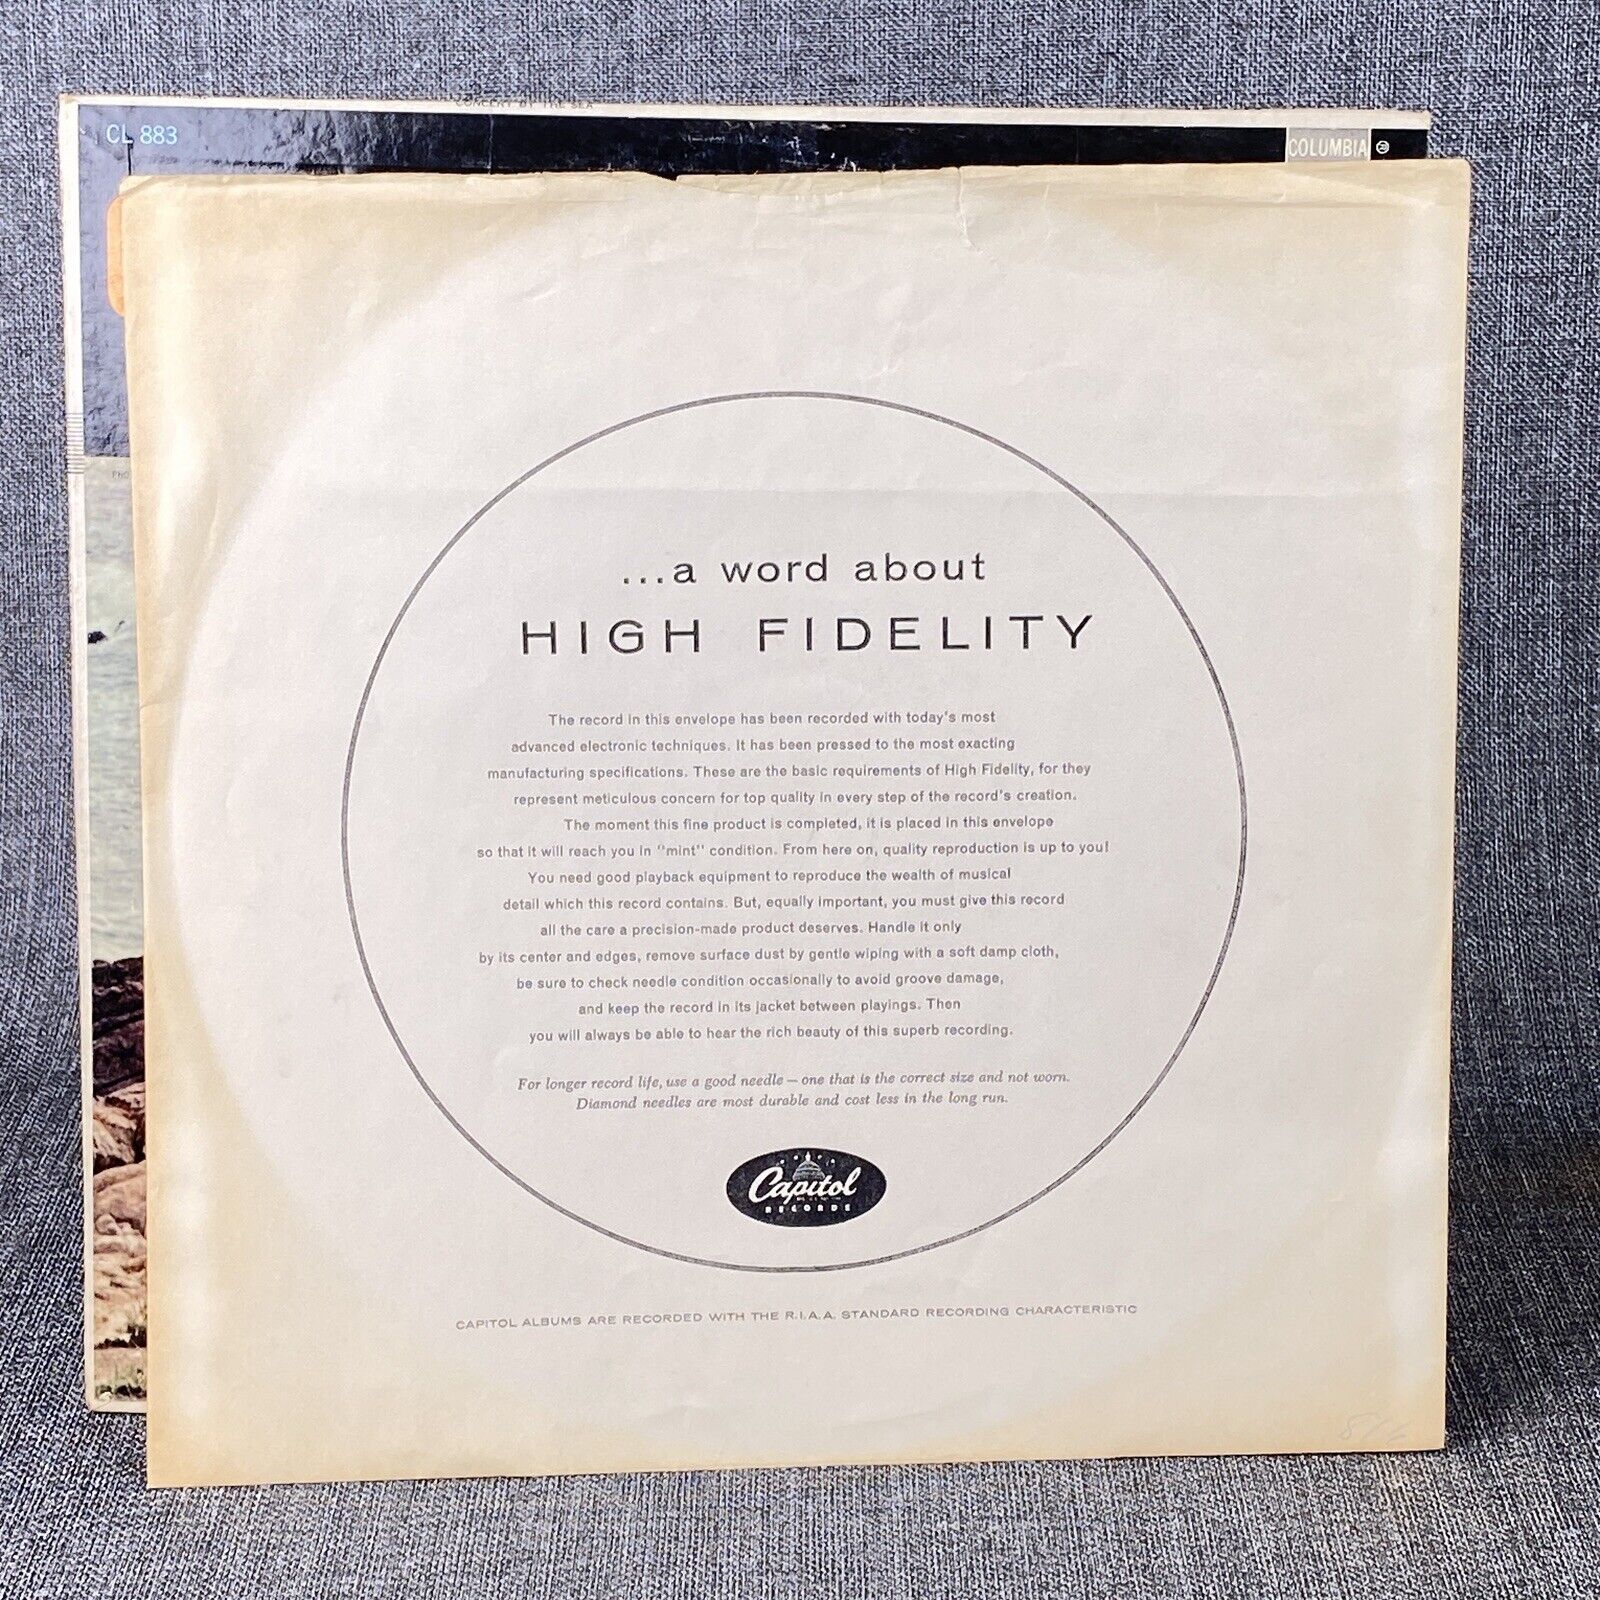 CONCERT BY THE SEA
CL 883
COLUMBIA
PHO
...a word about
HIGH FIDELITY
The record in this envelope has been recorded with today's most
advanced electronic techniques. It has been pressed to the most exacting
manufacturing specifications. These are the basic requirements of High Fidelity, for they
represent meticulous concern for top quality in every step of the record's creation.
The moment this fine product is completed, it is placed in this envelope
so that it will reach you in "mint" condition. From here on, quality reproduction is up to you!
You need good playback equipment to reproduce the wealth of musical
detail which this record contains. But, equally important, you must give this record
all the care a precision-made product deserves. Handle it only
by its center and edges, remove surface dust by gentle wiping with a soft damp cloth,
be sure to check needle condition occasionally to avoid groove damage,
and keep the record in its jacket between playings. Then
you will always be able to hear the rich beauty of this superb recording.
For longer record life, use a good needle — one that is the correct size and not worn.
Diamond needles are most durable and cost less in the long run.
Capitol
RECORDS
CAPITOL ALBUMS ARE RECORDED WITH THE R.I.A.A. STANDARD RECORDING CHARACTERISTIC